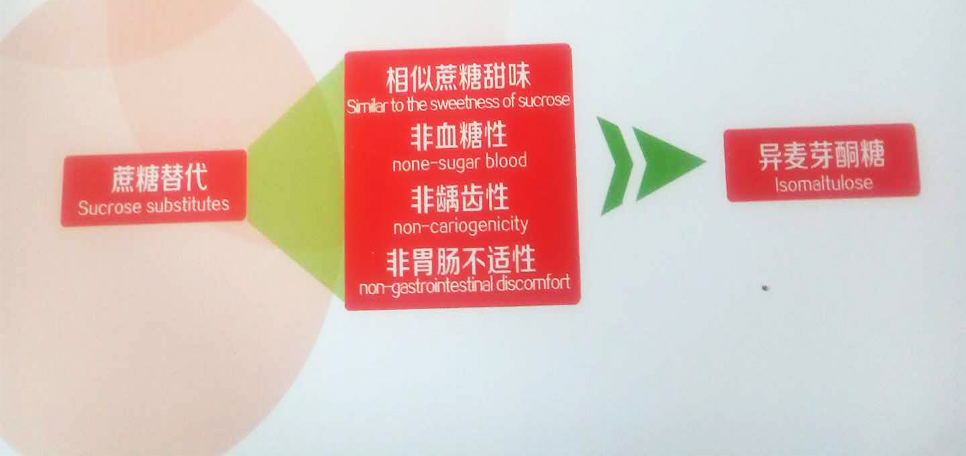 蔗糖替代
Sucrose substitutes
相似蔗糖甜味
Similar to the sweetness of sucrose
非血糖性
none-sugar blood
非龋齿性
non-cariogenicity
非胃肠不适性
non-gastrointestinal discomfort
异麦芽酮糖
Isomaltulose